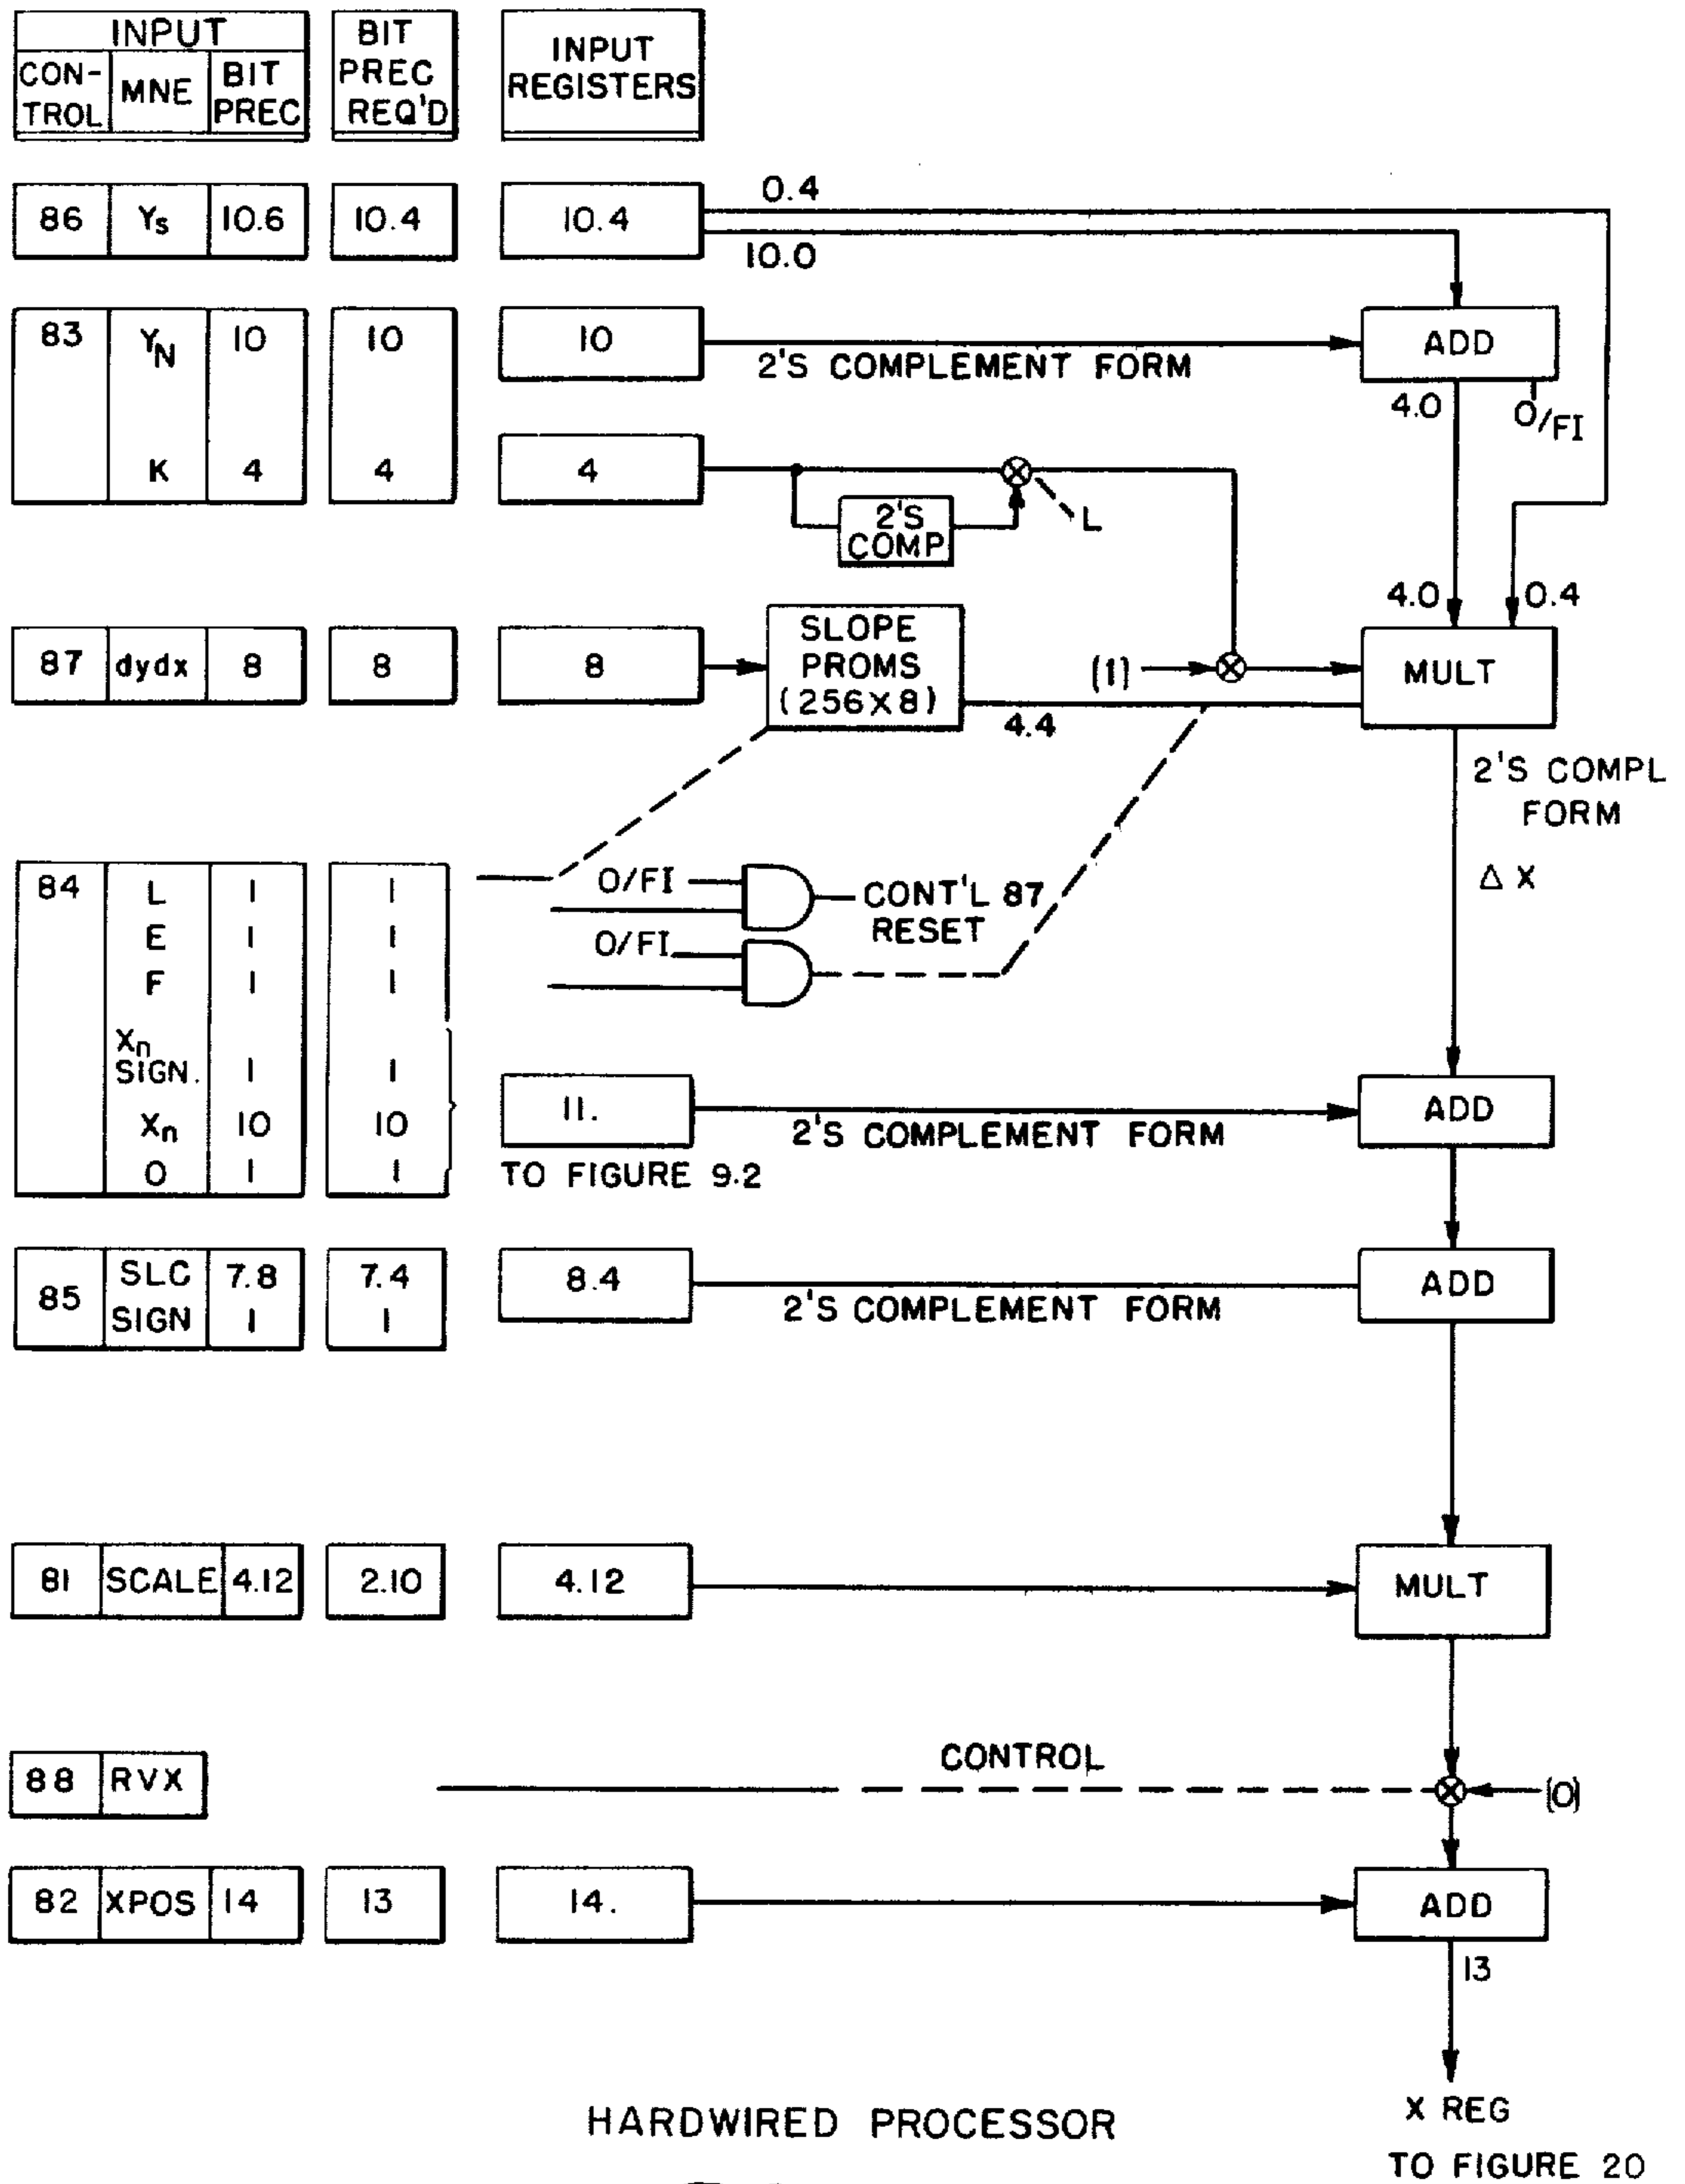 INPUT
CON-
TROL
MNE
BIT
PREC
BIT
PREC
REQ'D
INPUT
REGISTERS
86 Ys 10.6 10.4 10.4
0.4
10.0
83 YN 10 10 10
2'S COMPLEMENT FORM
ADD
4.0
O/FI
K 4 4 4
2'S
COMP
L
4.0 0.4
87 dydx 8 8 8
SLOPE
PROMS
(256X8)
4.4
(1)
MULT
2'S COMPL
FORM
Δ X
84 L 1 1
E 1 1
F 1 1
Xn
SIGN. 1 1
Xn 10 10
O 1 1
O/FI
CONT'L 87
RESET
O/FI
11.
2'S COMPLEMENT FORM
ADD
TO FIGURE 9.2
85 SLC 7.8 7.4
SIGN 1 1
8.4
2'S COMPLEMENT FORM
ADD
81 SCALE 4.12 2.10 4.12
MULT
88 RVX
CONTROL
(0)
82 XPOS 14 13 14.
ADD
13
X REG
TO FIGURE 20
HARDWIRED PROCESSOR